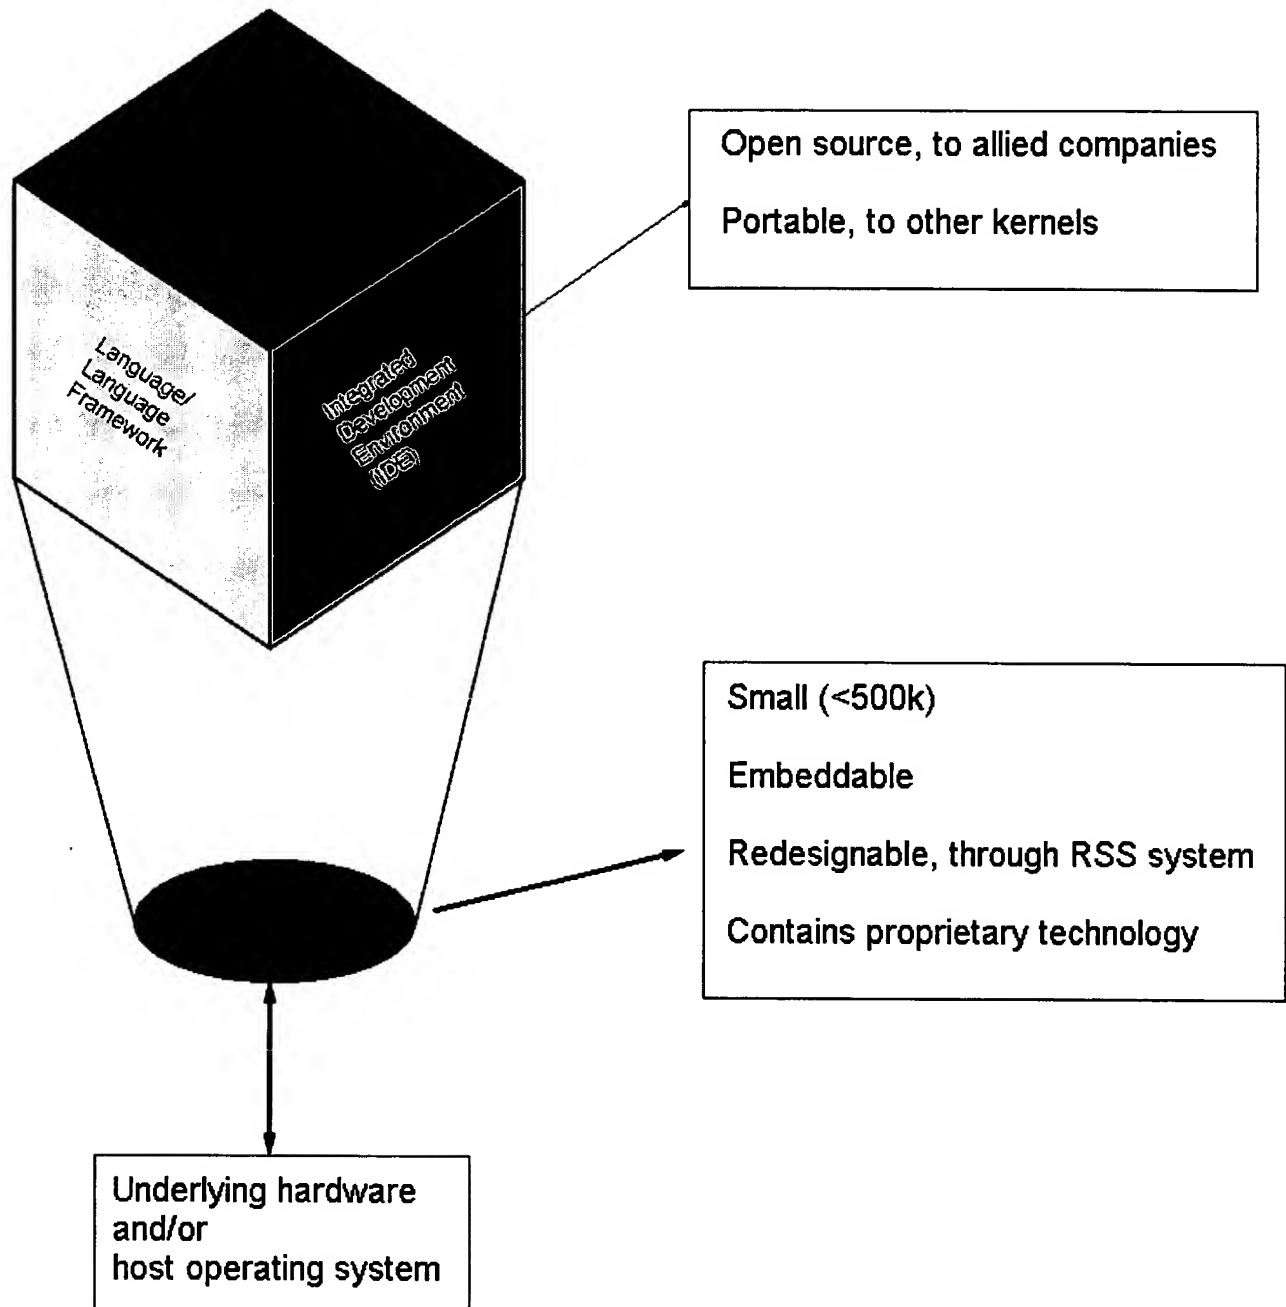 Open source, to allied companies
Portable, to other kernels
Language/
Language
Framework
Integrated
Development
Environment
(IDE)
Small (<500k)
Embeddable
Redesignable, through RSS system
Contains proprietary technology
Underlying hardware
and/or
host operating system